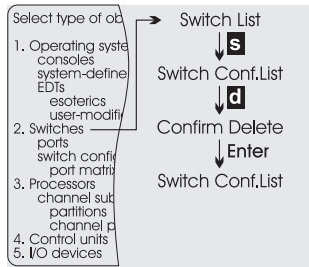 Select type of ob
1. Operating syste
consoles
system-define
EDTs
esoterics
user-modifi
2. Switches
ports
switch config
port matrix
3. Processors
channel sub
partitions
channel p
4. Control units
5. I/O devices
Switch List
s
Switch Conf.List
d
Confirm Delete
Enter
Switch Conf.List